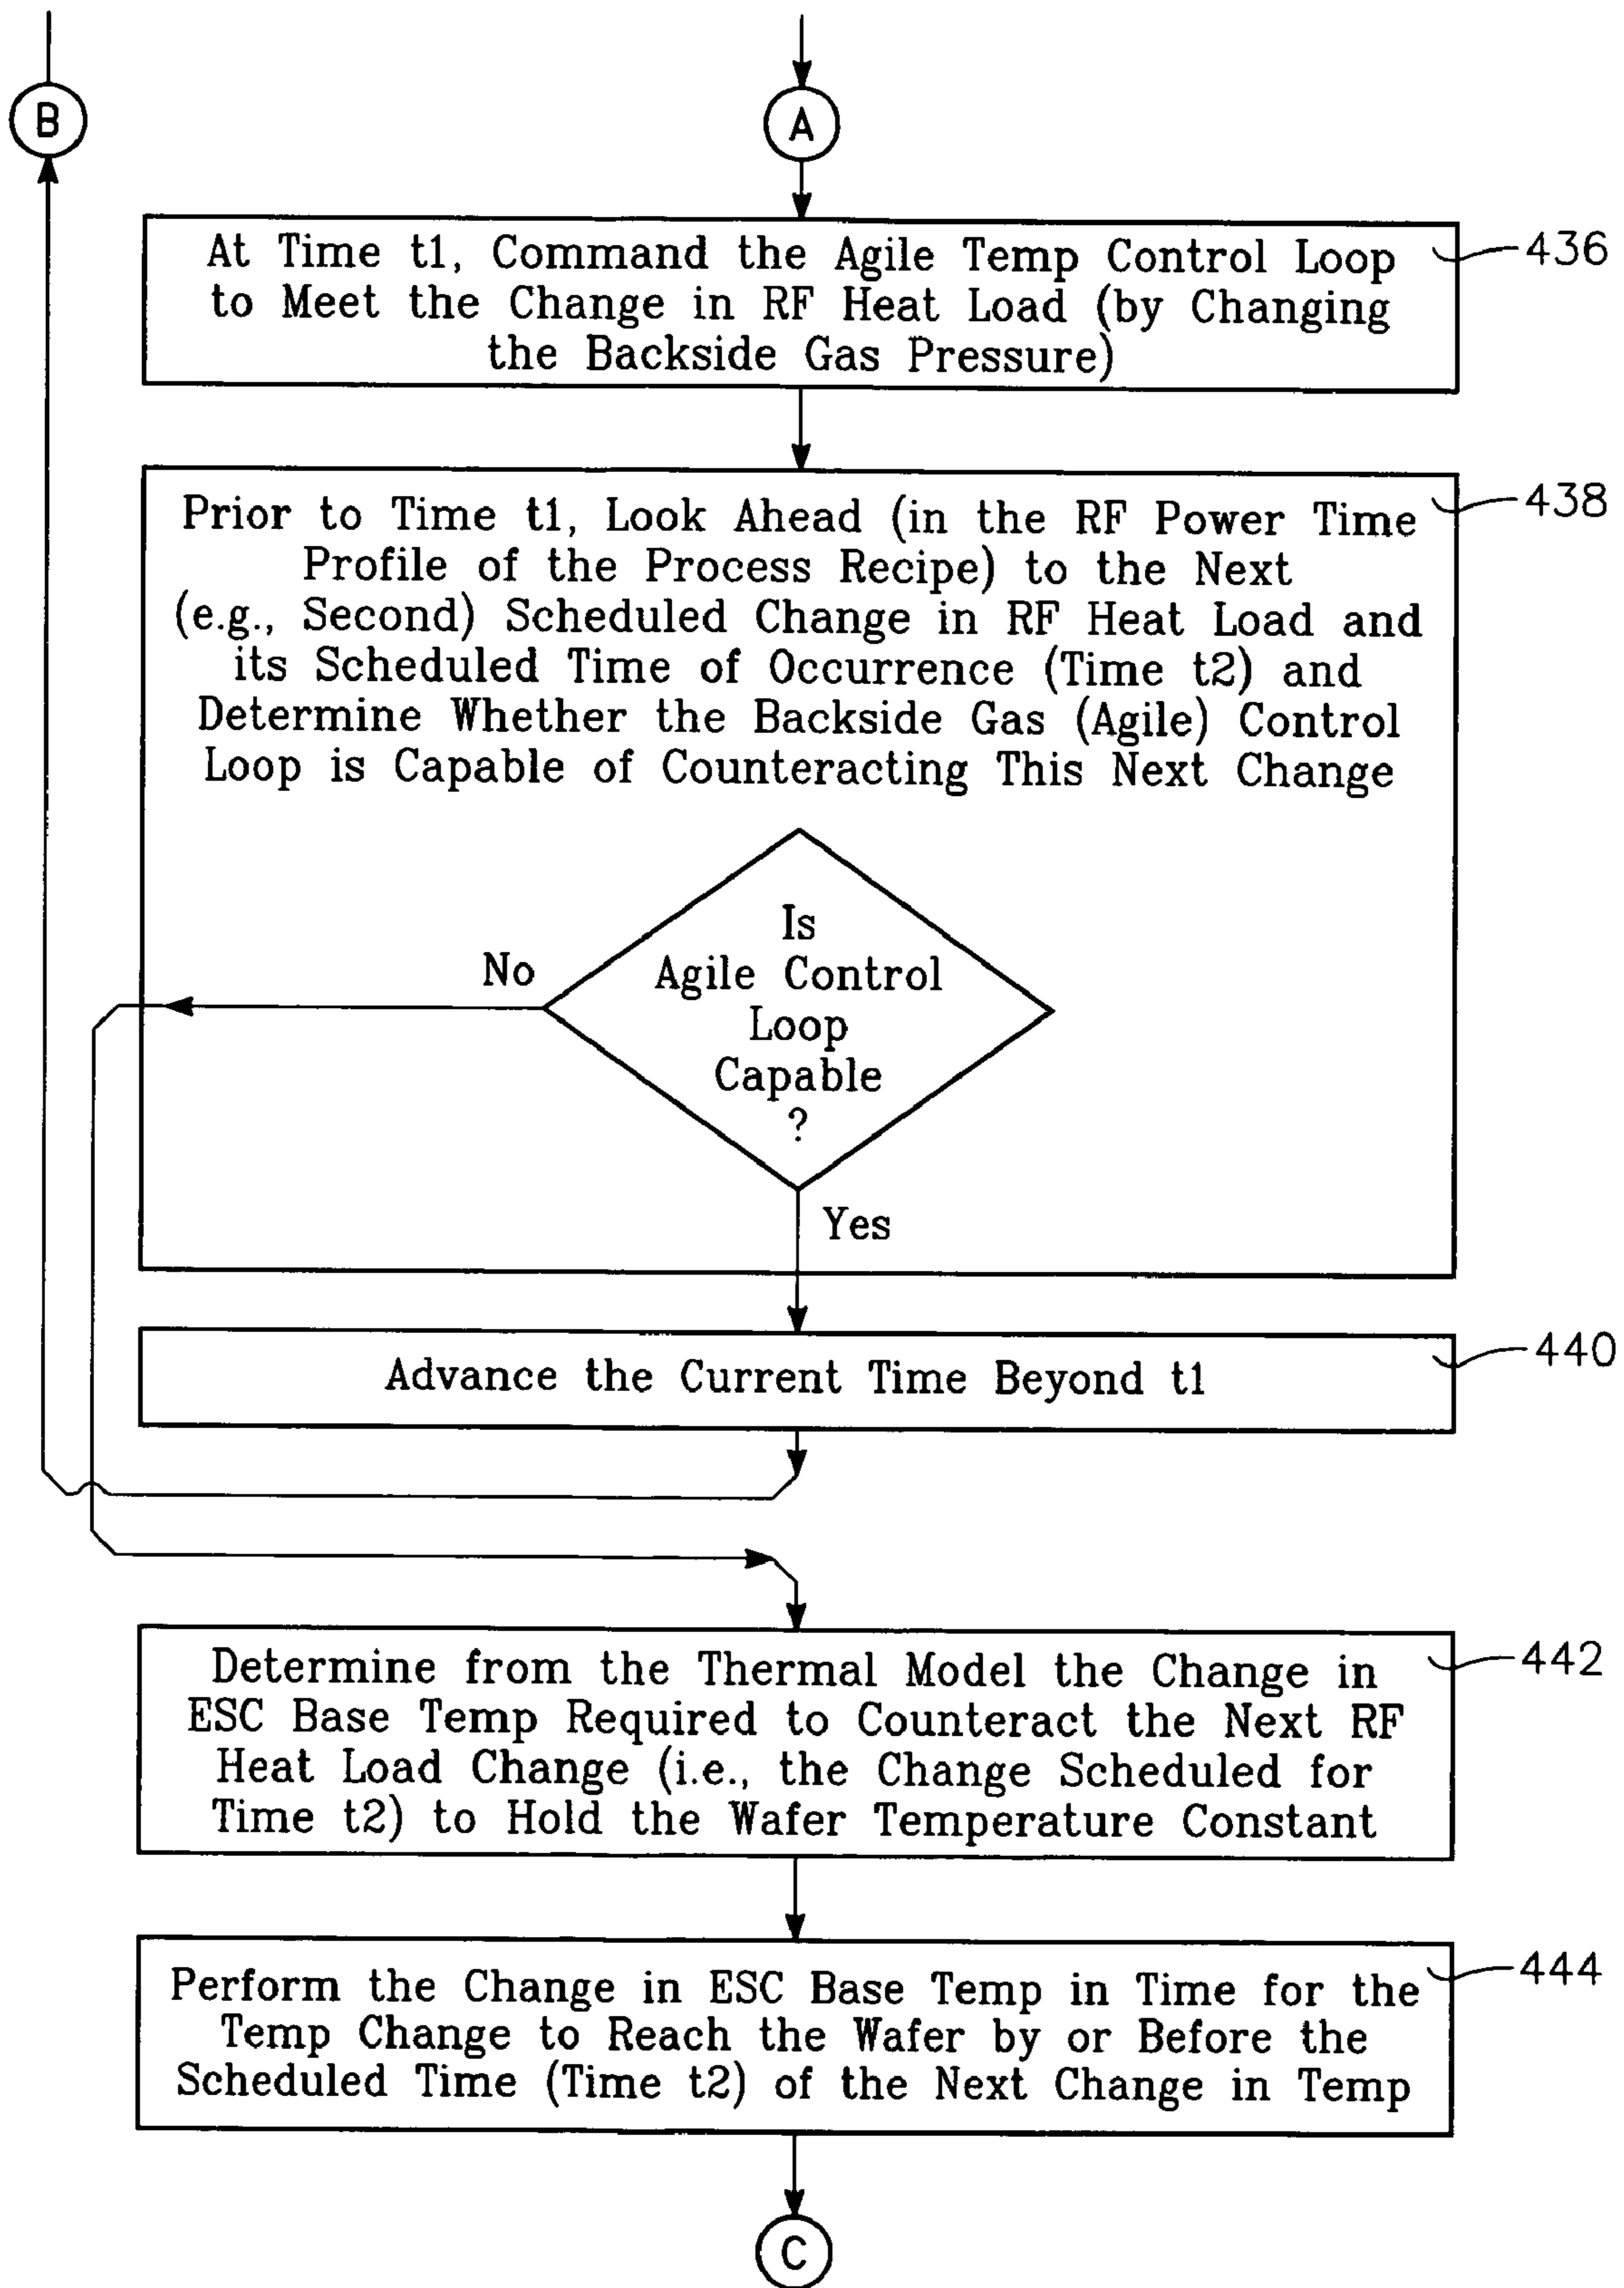 B
A
At Time t1, Command the Agile Temp Control Loop
to Meet the Change in RF Heat Load (by Changing
the Backside Gas Pressure)
436
Prior to Time t1, Look Ahead (in the RF Power Time
Profile of the Process Recipe) to the Next
(e.g., Second) Scheduled Change in RF Heat Load and
its Scheduled Time of Occurrence (Time t2) and
Determine Whether the Backside Gas (Agile) Control
Loop is Capable of Counteracting This Next Change
438
Is
Agile Control
Loop
Capable
?
No
Yes
Advance the Current Time Beyond t1
440
Determine from the Thermal Model the Change in
ESC Base Temp Required to Counteract the Next RF
Heat Load Change (i.e., the Change Scheduled for
Time t2) to Hold the Wafer Temperature Constant
442
Perform the Change in ESC Base Temp in Time for the
Temp Change to Reach the Wafer by or Before the
Scheduled Time (Time t2) of the Next Change in Temp
444
C